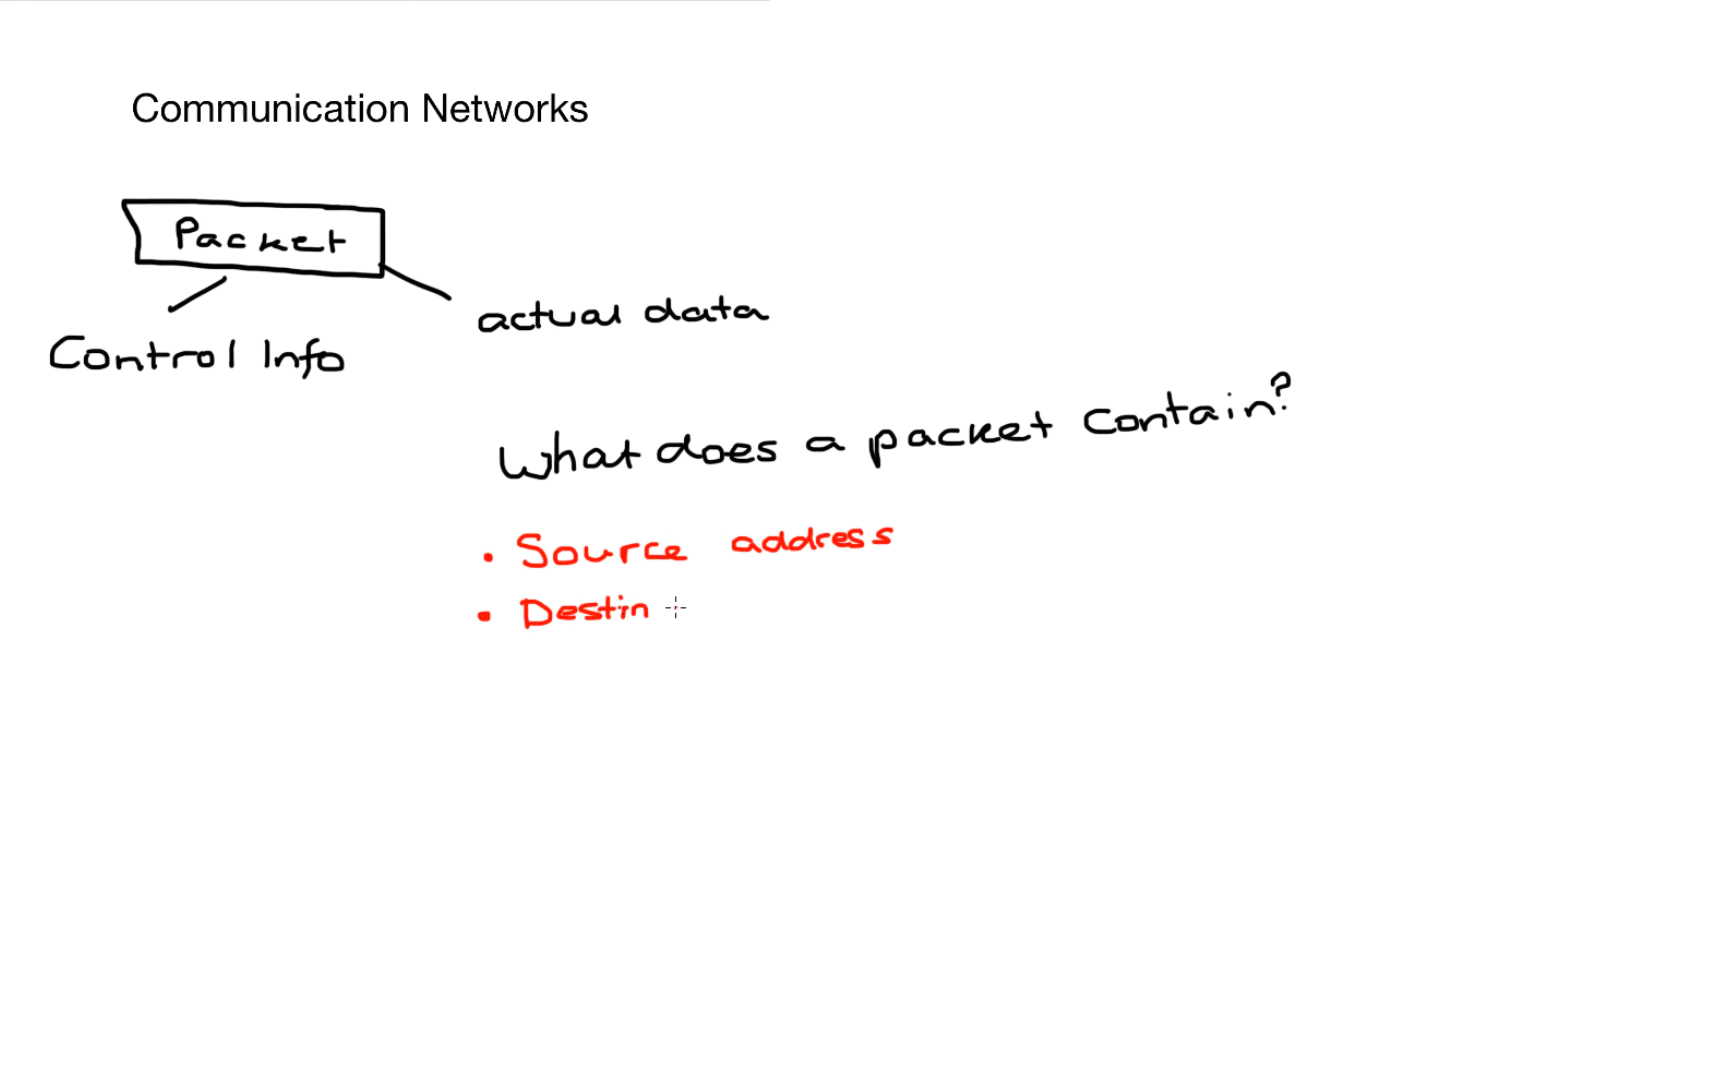 Communication Networks
Packet
actual data
Control Info
What does a packet contain?
• Source address
• Destin